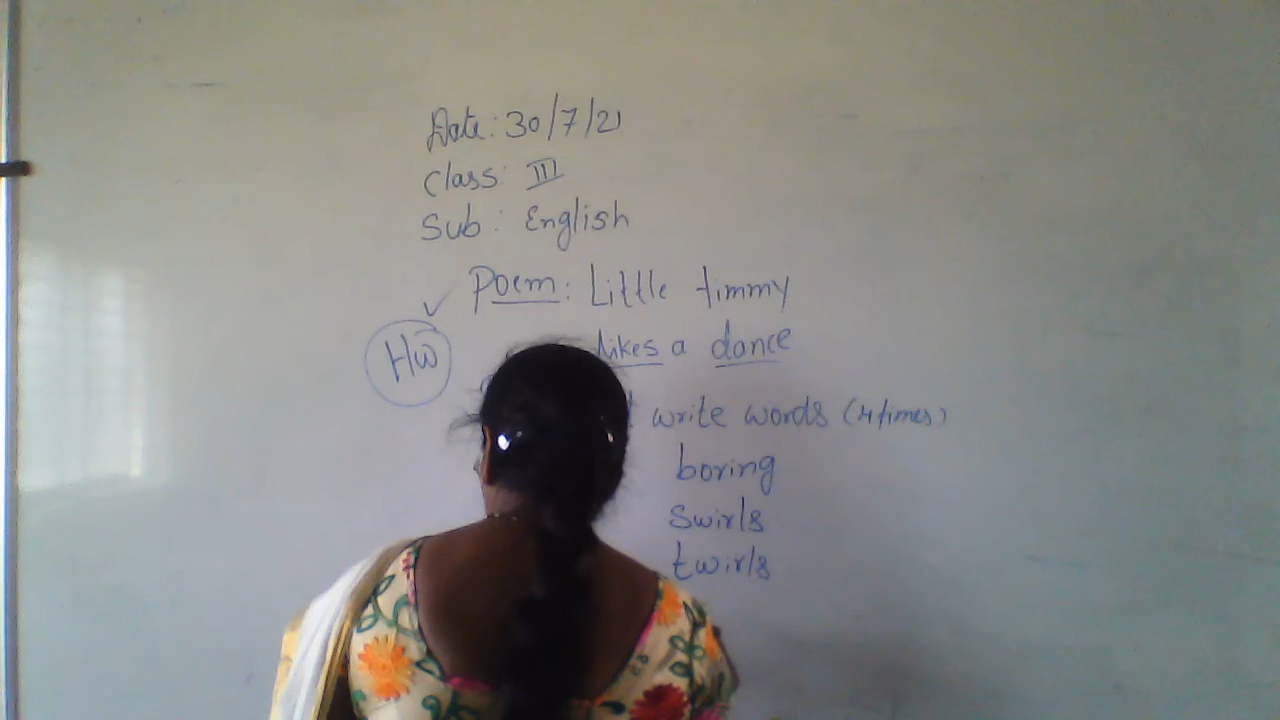 Date: 30/7/21
Class: III
Sub: English
Poem: Little timmy
likes a dance
HW
write words (4 times)
boring
Swirls
twirls